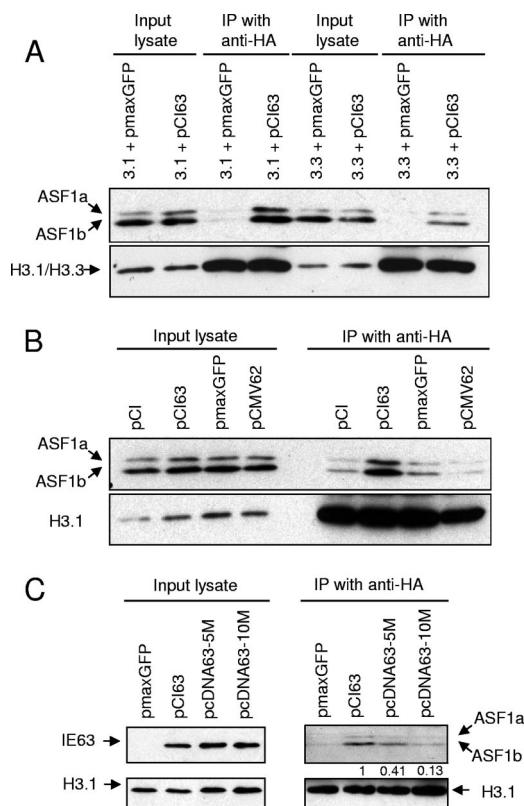 A
Input lysate
IP with anti-HA
Input lysate
IP with anti-HA
3.1 + pmaxGFP
3.1 + pCI63
3.1 + pmaxGFP
3.1 + pCI63
3.3 + pmaxGFP
3.3 + pCI63
3.3 + pmaxGFP
3.3 + pCI63
ASF1a
ASF1b
H3.1/H3.3
B
Input lysate
IP with anti-HA
pCI
pCI63
pmaxGFP
pCMV62
pCI
pCI63
pmaxGFP
pCMV62
ASF1a
ASF1b
H3.1
C
Input lysate
IP with anti-HA
pmaxGFP
pCI63
pcDNA63-5M
pcDNA63-10M
pmaxGFP
pCI63
pcDNA63-5M
pcDNA63-10M
IE63
ASF1a
ASF1b
1 0.41 0.13
H3.1
H3.1